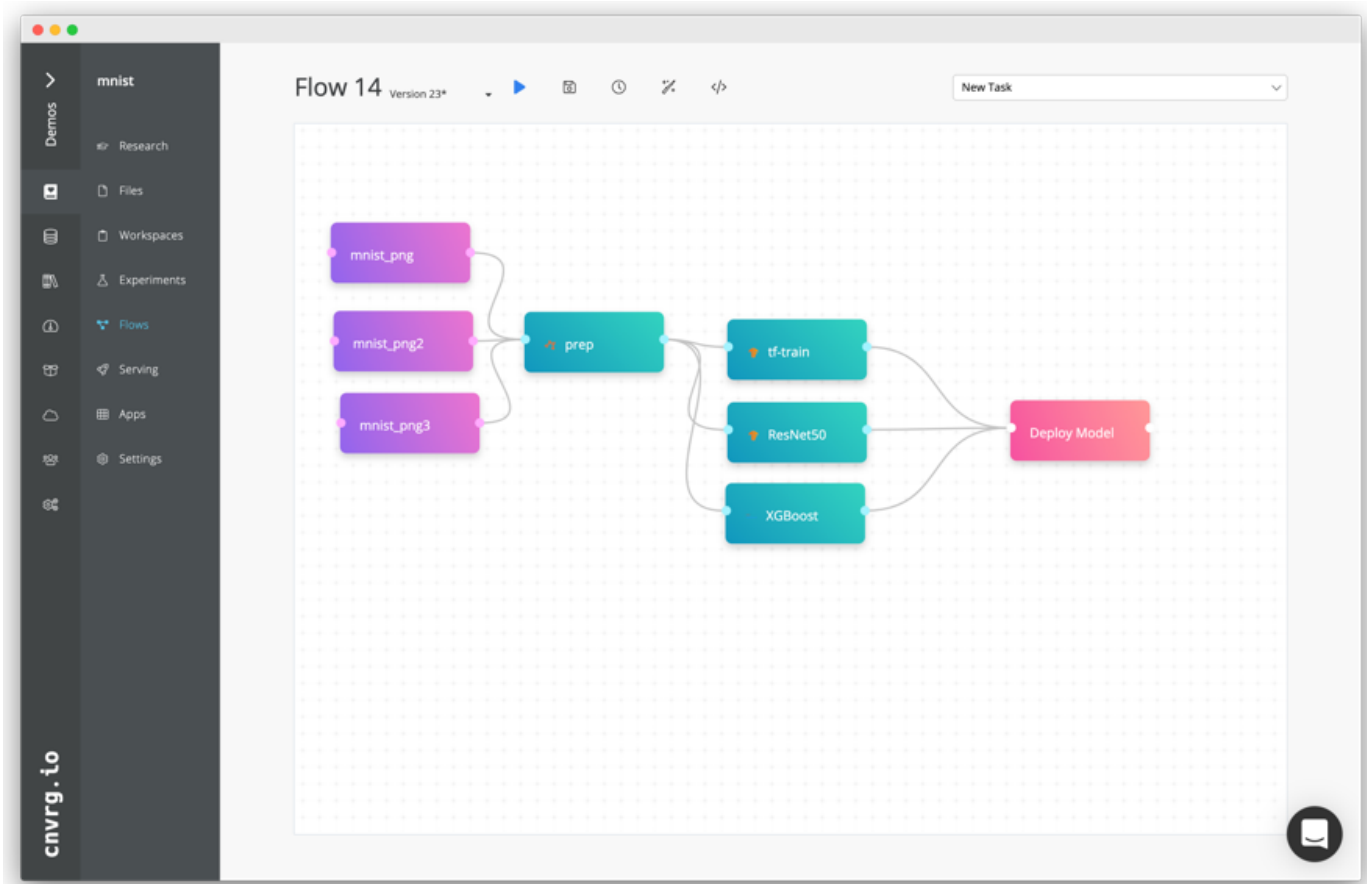 mnist
Demos
Research
Files
Workspaces
Experiments
Flows
Serving
Apps
Settings
cnvrg.io
Flow 14 Version 23*
New Task
mnist_png
mnist_png2
mnist_png3
prep
tf-train
ResNet50
XGBoost
Deploy Model